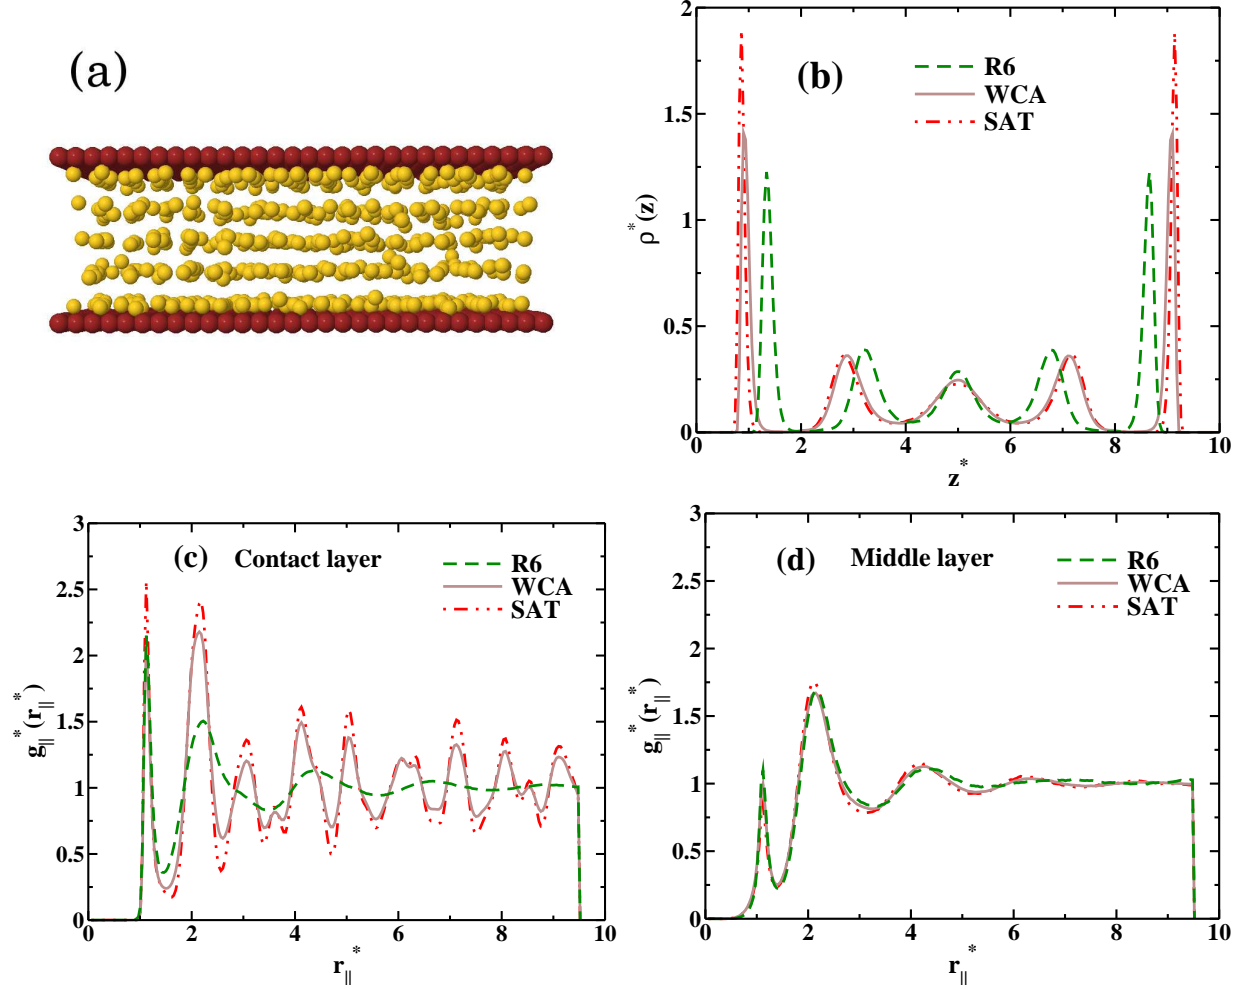 (a)
(b)
R6
WCA
SAT
2
1.5
1
0.5
0
ρ*(z)
0 2 4 6 8 10
z*
(c) Contact layer
R6
WCA
SAT
3
2.5
2
1.5
1
0.5
0
g*||(r||*)
0 2 4 6 8 10
r||*
(d) Middle layer
R6
WCA
SAT
3
2.5
2
1.5
1
0.5
0
g*||(r||*)
0 2 4 6 8 10
r||*